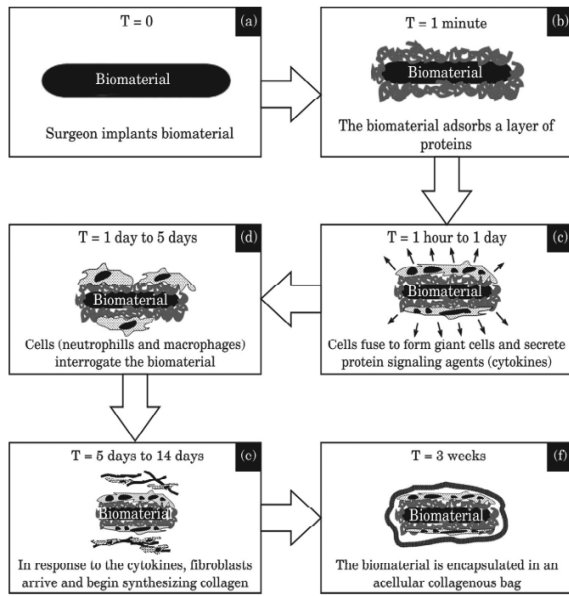 T = 0
(a)
Biomaterial
Surgeon implants biomaterial
T = 1 minute
(b)
Biomaterial
The biomaterial adsorbs a layer of
proteins
T = 1 day to 5 days
(d)
Biomaterial
Cells (neutrophills and macrophages)
interrogate the biomaterial
T = 1 hour to 1 day
(c)
Biomaterial
Cells fuse to form giant cells and secrete
protein signaling agents (cytokines)
T = 5 days to 14 days
(e)
Biomaterial
In response to the cytokines, fibroblasts
arrive and begin synthesizing collagen
T = 3 weeks
(f)
Biomaterial
The biomaterial is encapsulated in an
acellular collagenous bag